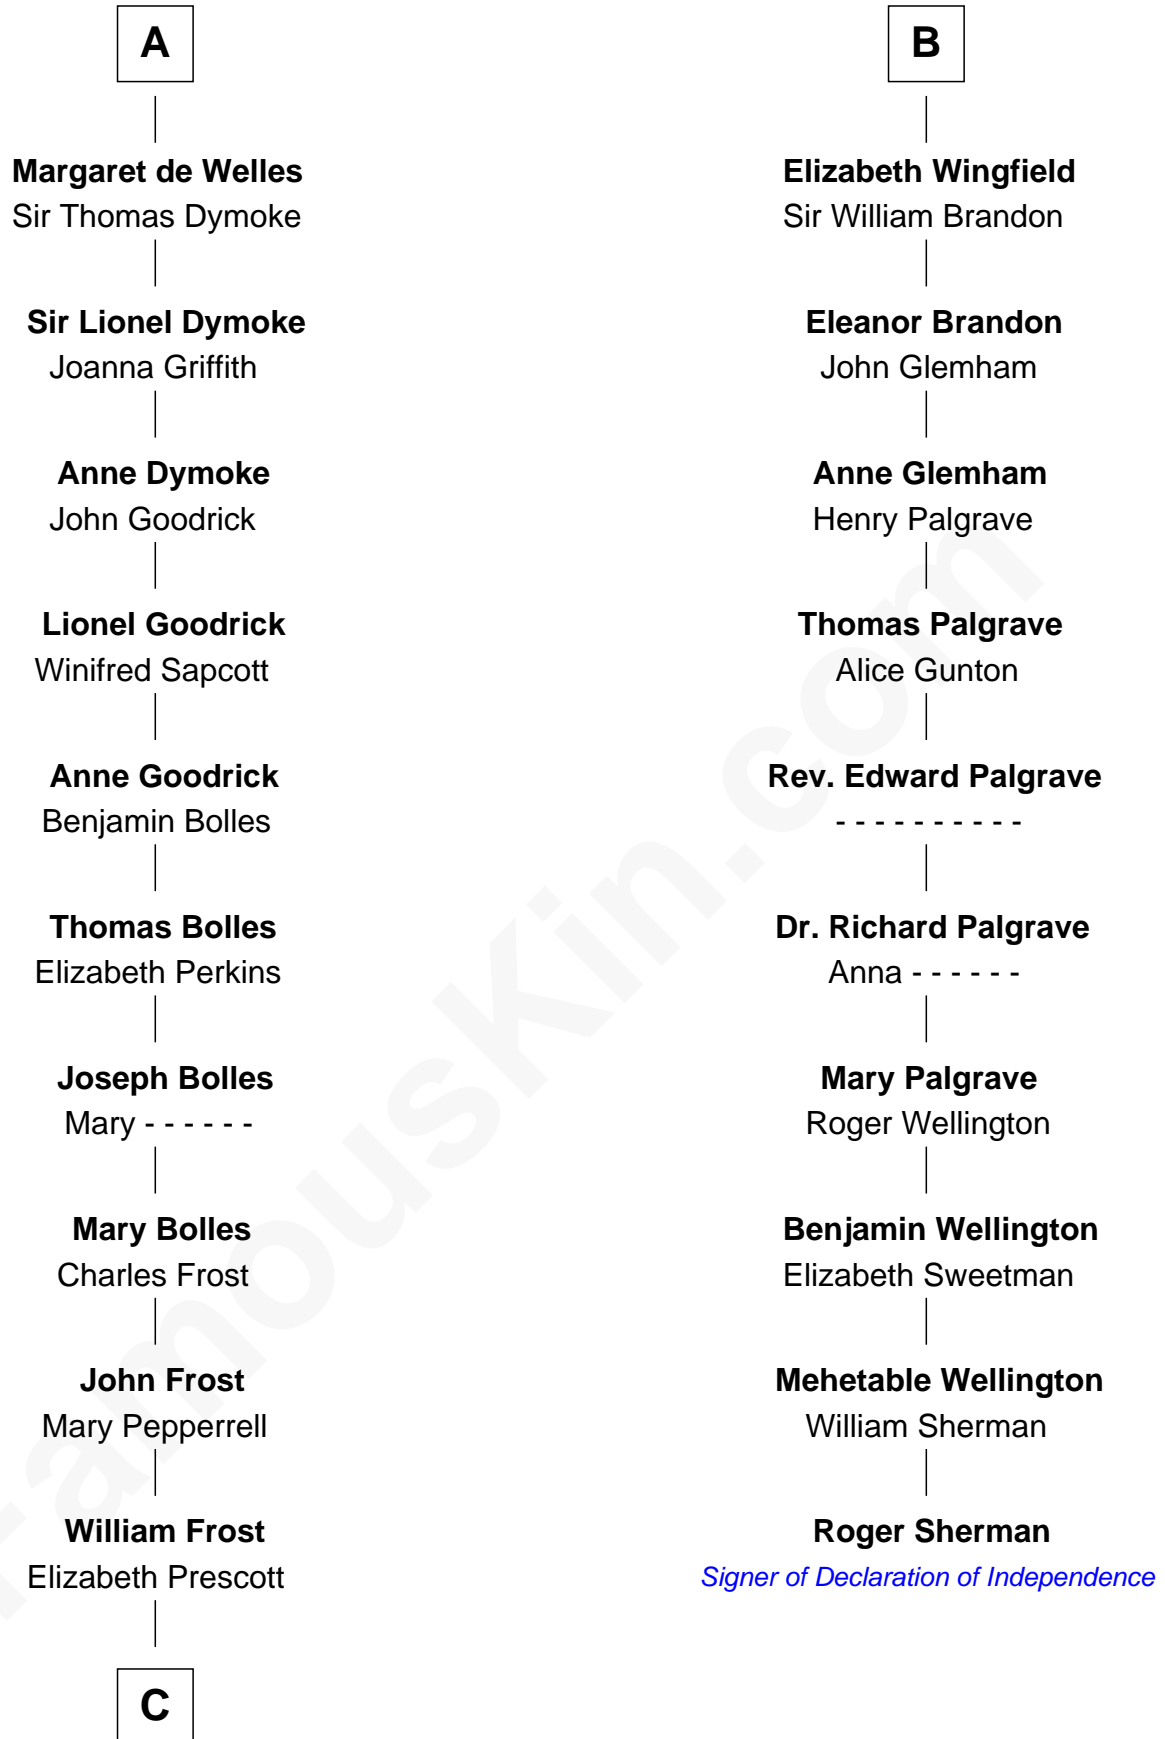 A
Margaret de Welles
Sir Thomas Dymoke
Sir Lionel Dymoke
Joanna Griffith
Anne Dymoke
John Goodrick
Lionel Goodrick
Winifred Sapcott
Anne Goodrick
Benjamin Bolles
Thomas Bolles
Elizabeth Perkins
Joseph Bolles
Mary - - - - - -
Mary Bolles
Charles Frost
John Frost
Mary Pepperrell
William Frost
Elizabeth Prescott
C
B
Elizabeth Wingfield
Sir William Brandon
Eleanor Brandon
John Glemham
Anne Glemham
Henry Palgrave
Thomas Palgrave
Alice Gunton
Rev. Edward Palgrave
- - - - - - - - - -
Dr. Richard Palgrave
Anna - - - - - -
Mary Palgrave
Roger Wellington
Benjamin Wellington
Elizabeth Sweetman
Mehetable Wellington
William Sherman
Roger Sherman
Signer of Declaration of Independence
FamousKin.com